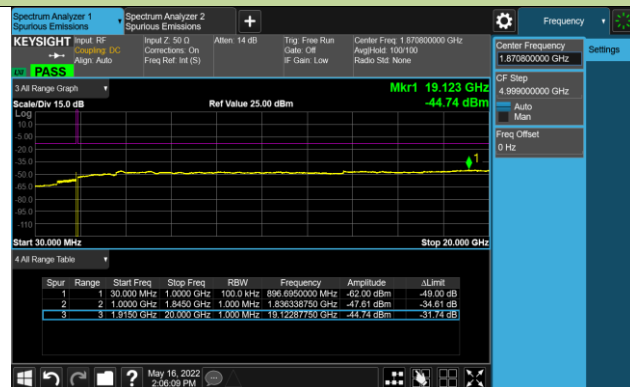 Spectrum Analyzer 1
Spurious Emissions
Spectrum Analyzer 2
Spurious Emissions
Frequency
KEYSIGHT
Input: RF
Coupling: DC
Align: Auto
Input Z: 50 Ω
Corrections: On
Freq Ref: Int (S)
Atten: 14 dB
Trig: Free Run
Gate: Off
IF Gain: Low
Center Freq: 1.870800000 GHz
Avg|Hold: 100/100
Radio Std: None
PASS
Center Frequency
1.870800000 GHz
Settings
CF Step
4.999000000 GHz
Auto
Man
Freq Offset
0 Hz
3 All Range Graph
Mkr1 19.123 GHz
Scale/Div 15.0 dB
Ref Value 25.00 dBm
-44.74 dBm
Log
10.0
-5.00
-20.0
-35.0
-50.0
-65.0
-80.0
-95.0
-110
1
Start 30.000 MHz
Stop 20.000 GHz
4 All Range Table
Spur Range Start Freq Stop Freq RBW Frequency Amplitude ΔLimit
1 1 30.000 MHz 1.0000 GHz 100.0 kHz 896.6950000 MHz -62.00 dBm -49.00 dB
2 2 1.0000 GHz 1.8450 GHz 1.000 MHz 1.836338750 GHz -47.61 dBm -34.61 dB
3 3 1.9150 GHz 20.000 GHz 1.000 MHz 19.12287750 GHz -44.74 dBm -31.74 dB
May 16, 2022
2:06:09 PM